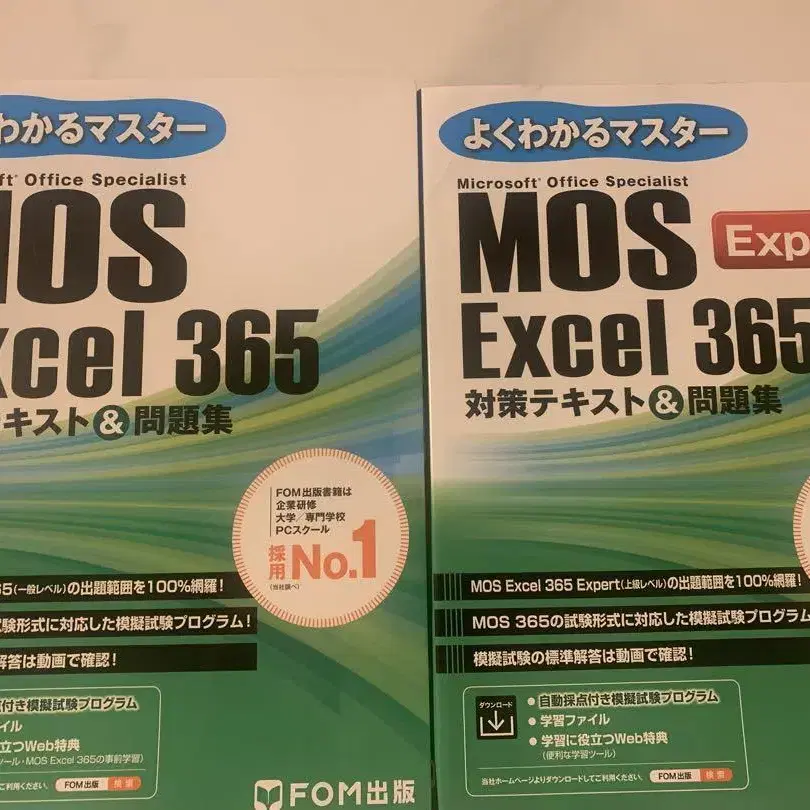 わかるマスター
ft® Office Specialist
MOS
xcel 365
テキスト&問題集
FOM出版書籍は
企業研修
大学/専門学校
PCスクール
採用No.1
(当社調べ)
65(一般レベル)の出題範囲を100%網羅!
験形式に対応した模擬試験プログラム!
解答は動画で確認!
付き模擬試験プログラム
イル
立つWeb特典
ツール・MOS Excel 365の事前学習)
ご利用ください。 FOM出版 検索
FOM出版
よくわかるマスター
Microsoft® Office Specialist
MOS Exp
Excel 365
対策テキスト&問題集
MOS Excel 365 Expert(上級レベル)の出題範囲を100%網羅!
MOS 365の試験形式に対応した模擬試験プログラム
模擬試験の標準解答は動画で確認!
ダウンロード
● 自動採点付き模擬試験プログラム
● 学習ファイル
● 学習に役立つWeb特典
(便利な学習ツール)
当社ホームページよりダウンロードしてご利用ください。 FOM出版 検索